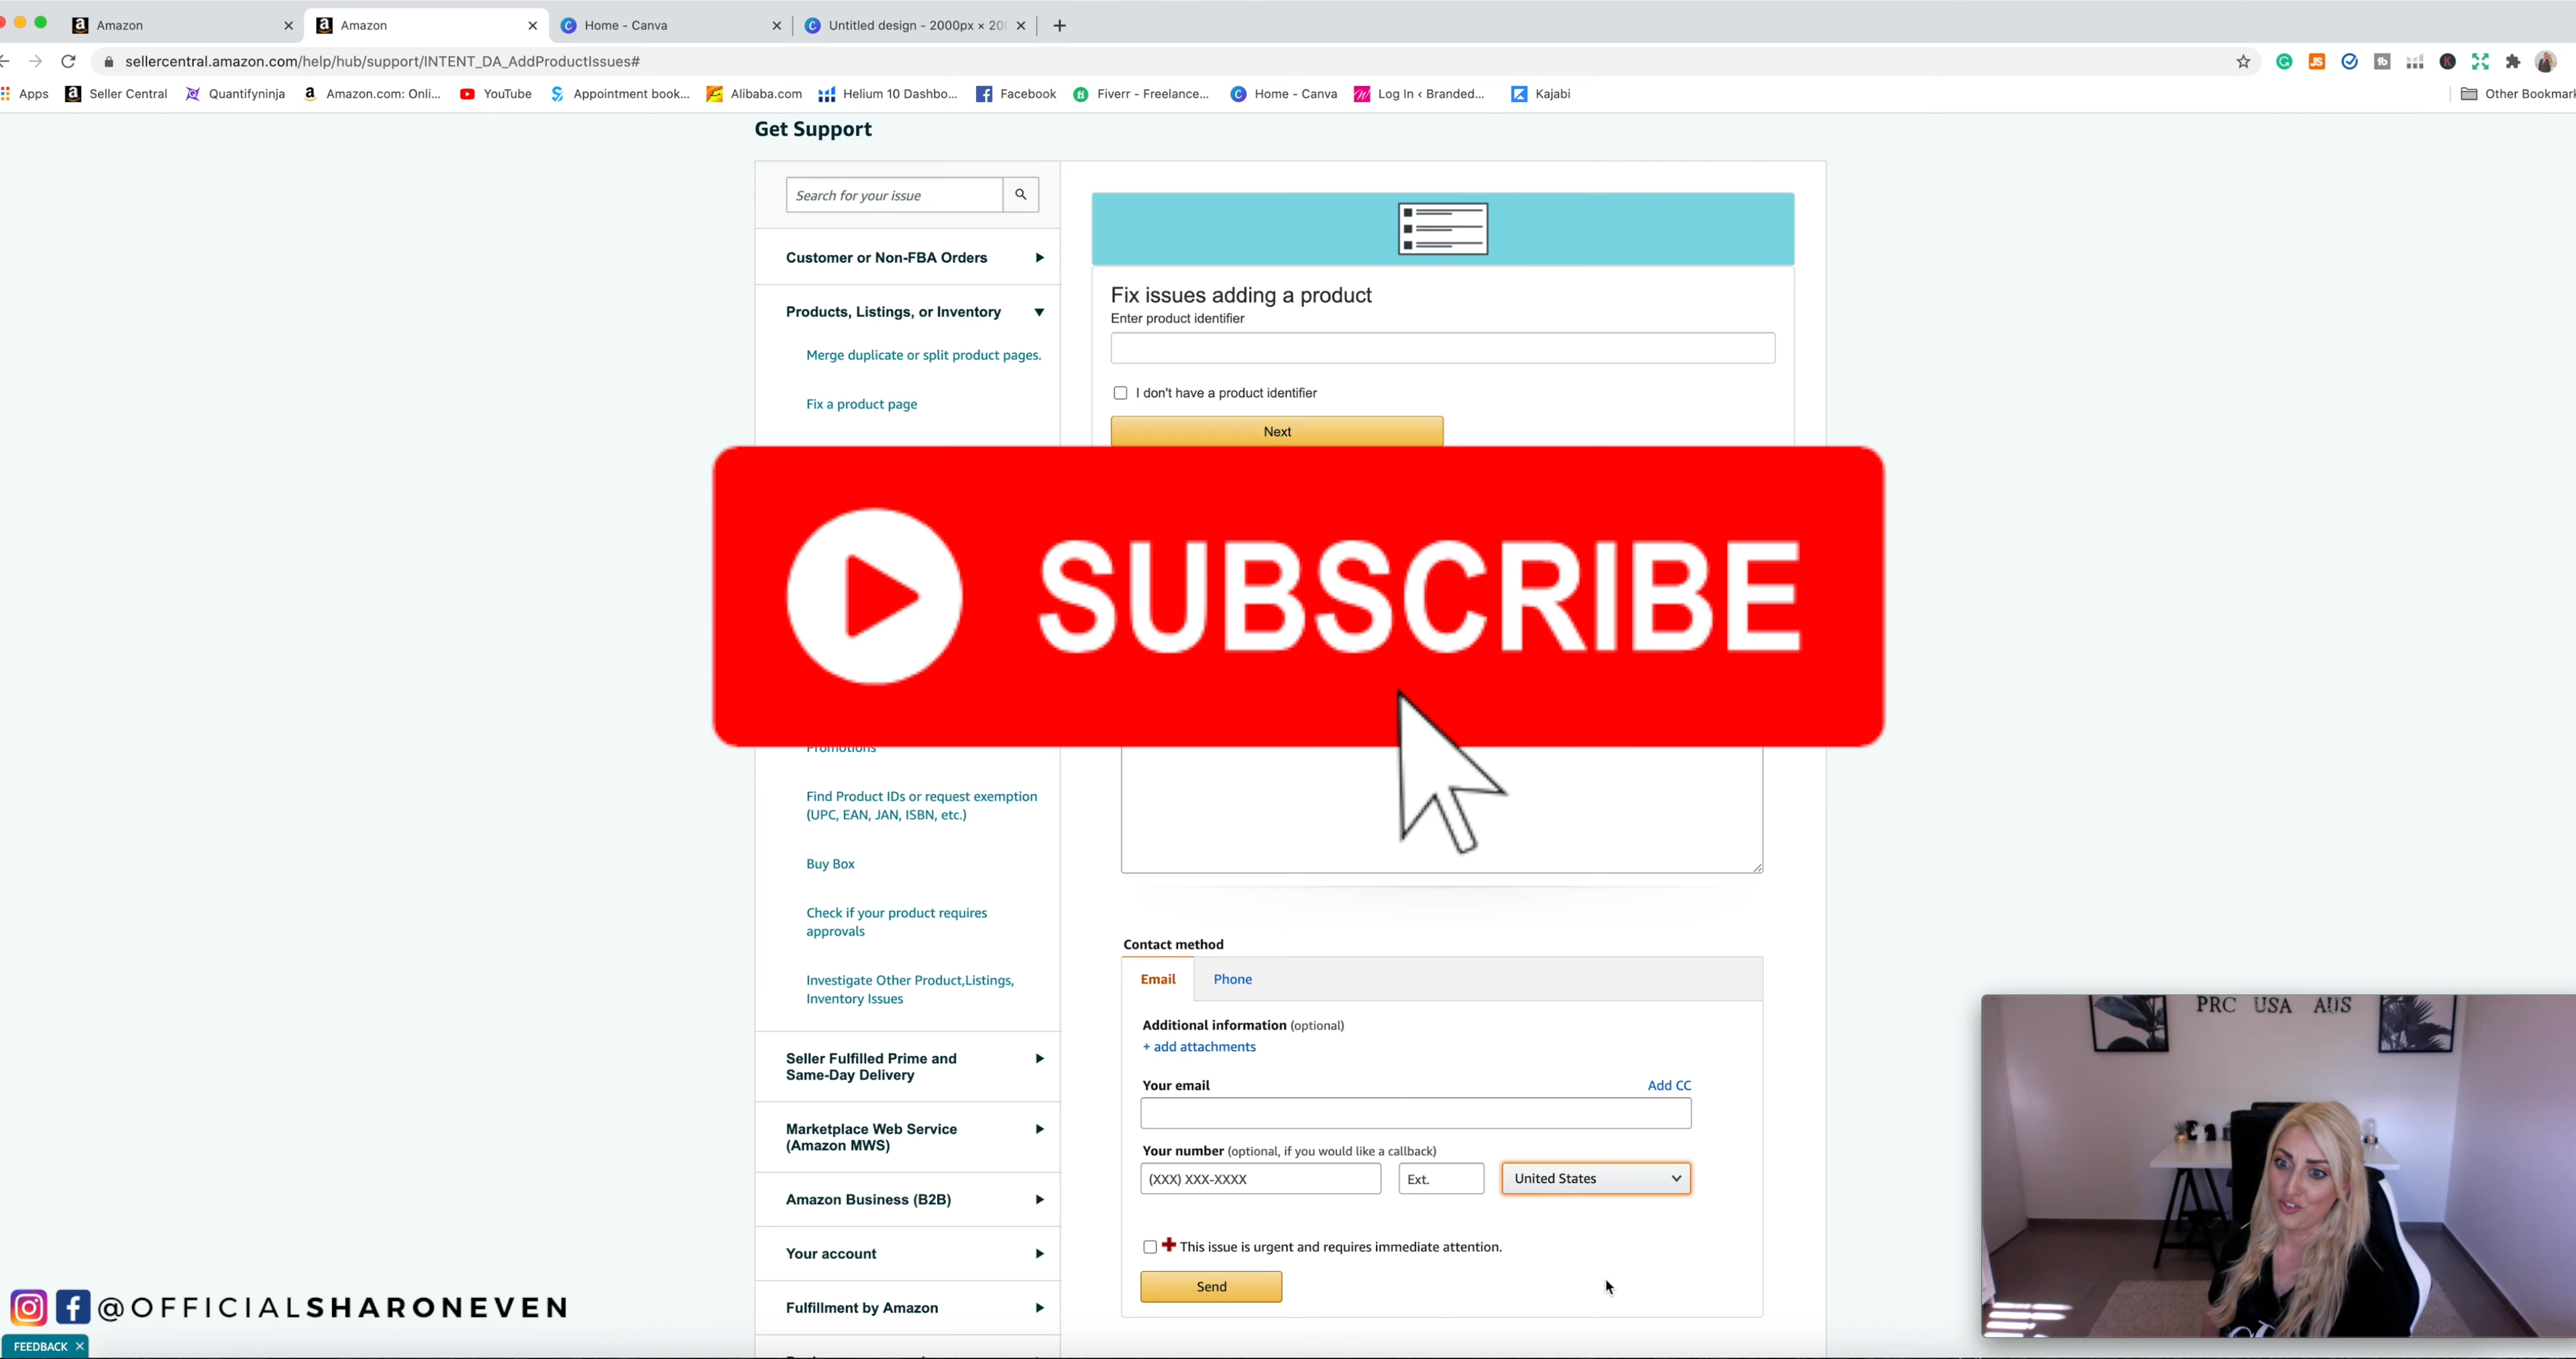 Amazon
Amazon
Home - Canva
Untitled design - 2000px × 20
sellercentral.amazon.com/help/hub/support/INTENT_DA_AddProductIssues#
Apps
Seller Central
Quantifyninja
Amazon.com: Onli...
YouTube
Appointment book...
Alibaba.com
Helium 10 Dashbo...
Facebook
Fiverr - Freelance...
Home - Canva
Log In ‹ Branded...
Kajabi
Other Bookmar
Get Support
Search for your issue
Customer or Non-FBA Orders
Products, Listings, or Inventory
Merge duplicate or split product pages.
Fix a product page
Fix issues adding a product
Enter product identifier
I don't have a product identifier
Next
SUBSCRIBE
Promotions
Find Product IDs or request exemption
(UPC, EAN, JAN, ISBN, etc.)
Buy Box
Check if your product requires
approvals
Investigate Other Product,Listings,
Inventory Issues
Seller Fulfilled Prime and
Same-Day Delivery
Marketplace Web Service
(Amazon MWS)
Amazon Business (B2B)
Your account
Fulfillment by Amazon
Contact method
Email
Phone
Additional information (optional)
+ add attachments
Your email
Add CC
Your number (optional, if you would like a callback)
(XXX) XXX-XXXX
Ext.
United States
This issue is urgent and requires immediate attention.
Send
PRC USA AUS
@OFFICIALSHARONEVEN
FEEDBACK